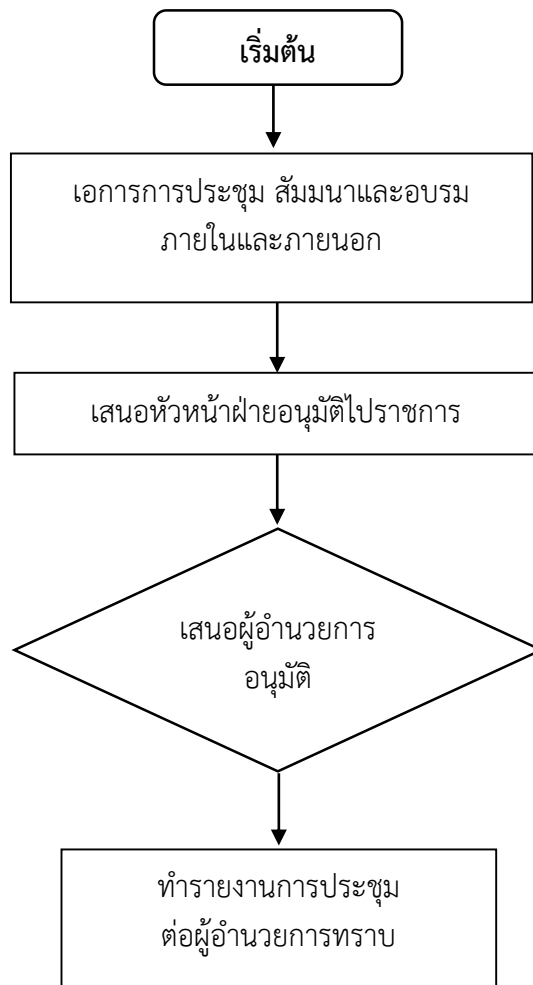 เริ่มต้น
เอการการประชุม สัมมนาและอบรม
ภายในและภายนอก
เสนอหัวหน้าฝ่ายอนุมัติไปราชการ
เสนอผู้อำนวยการ
อนุมัติ
ทำรายงานการประชุม
ต่อผู้อำนวยการทราบ